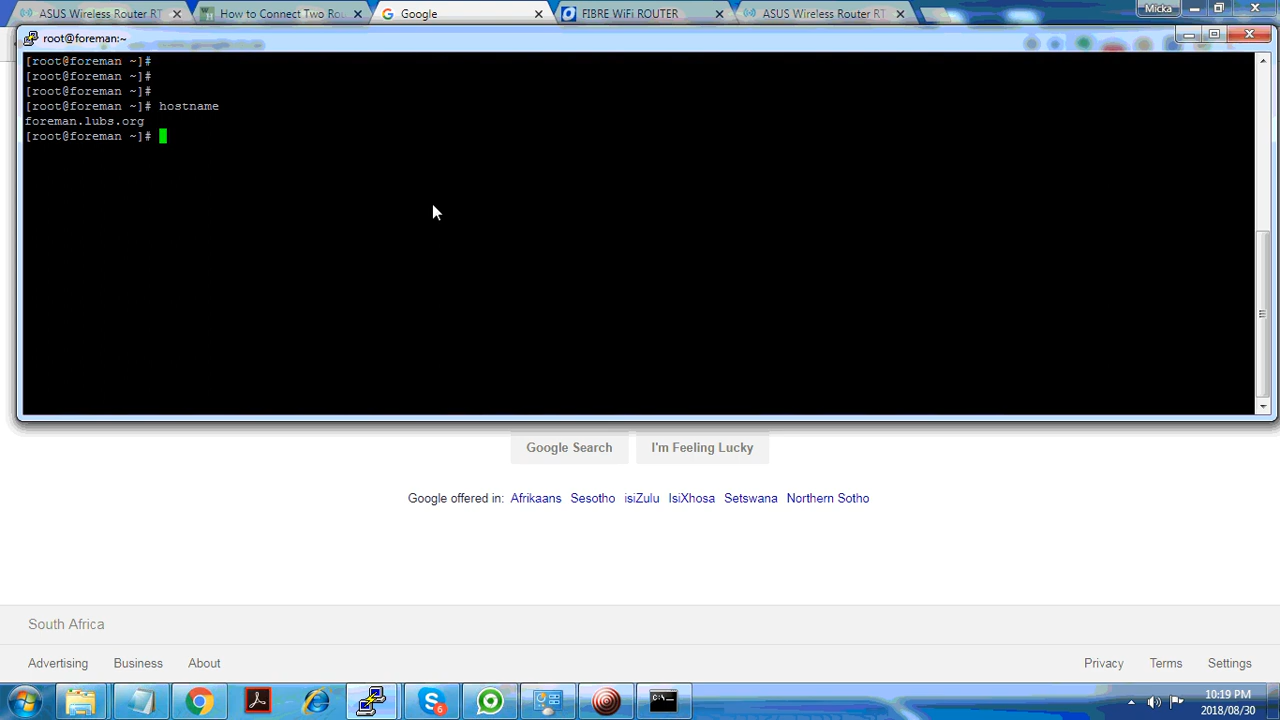 ASUS Wireless Router RT
How to Connect Two Rou
Google
FIBRE WiFi ROUTER
ASUS Wireless Router RT
Micka
root@foreman:~
[root@foreman ~]#
[root@foreman ~]#
[root@foreman ~]#
[root@foreman ~]# hostname
foreman.lubs.org
[root@foreman ~]#
Google Search
I'm Feeling Lucky
Google offered in: Afrikaans Sesotho isiZulu IsiXhosa Setswana Northern Sotho
South Africa
Advertising Business About
Privacy Terms Settings
6
C:\.
10:19 PM
2018/08/30